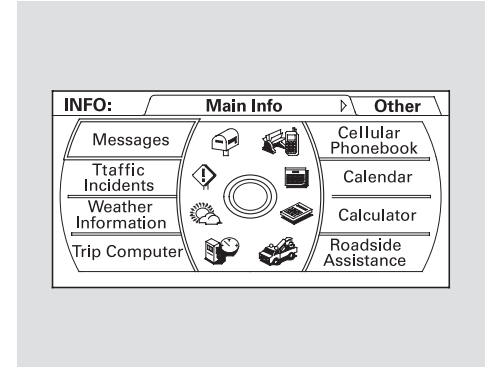 INFO: Main Info Other
Messages
Ttaffic
Incidents
Weather
Information
Trip Computer
Cellular
Phonebook
Calendar
Calculator
Roadside
Assistance